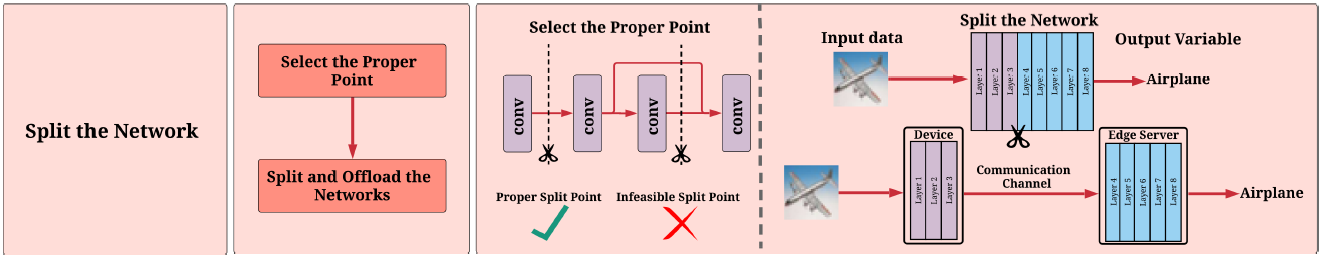 Split the Network
Select the Proper
Point
Split and Offload the
Networks
Select the Proper Point
conv
conv
conv
conv
Proper Split Point
Infeasible Split Point
Split the Network
Input data
Output Variable
Layer 1
Layer 2
Layer 3
Layer 4
Layer 5
Layer 6
Layer 7
Layer 8
Airplane
Device
Layer 1
Layer 2
Layer 3
Communication
Channel
Edge Server
Layer 4
Layer 5
Layer 6
Layer 7
Layer 8
Airplane